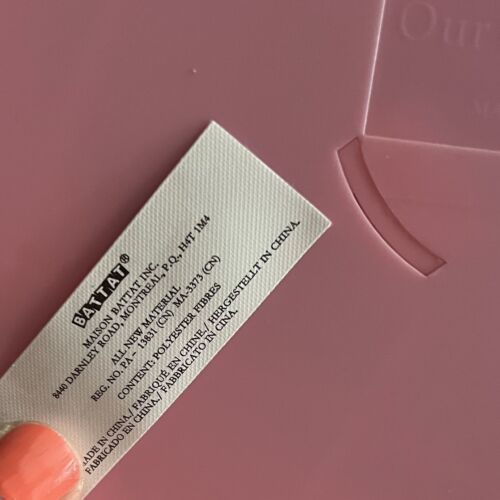 BATTAT®
MAISON BATTAT INC.
8440 DARNLEY ROAD, MONTREAL, P.Q., H4T 1M4
ALL NEW MATERIAL
REG. NO. PA - 13831 (CN) MA-3373 (CN)
CONTENT: POLYESTER FIBRES
MADE IN CHINA./ FABRIQUÉ EN CHINE./ HERGESTELLT IN CHINA.
FABRICADO EN CHINA./ FABBRICATO IN CINA.
Our